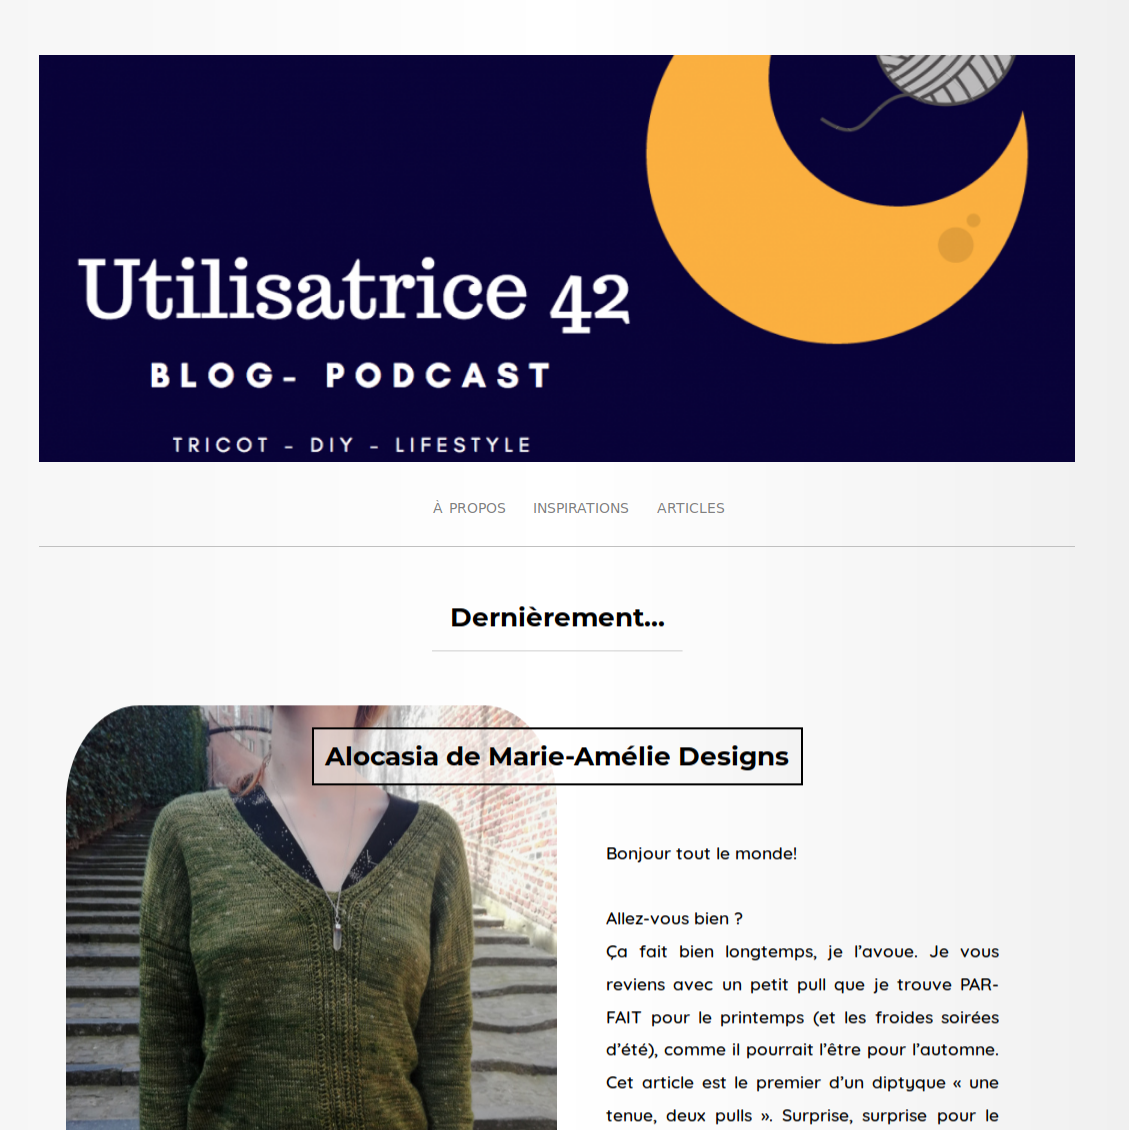 Utilisatrice 42
BLOG- PODCAST
TRICOT - DIY - LIFESTYLE
À PROPOS INSPIRATIONS ARTICLES
Dernièrement...
Alocasia de Marie-Amélie Designs
Bonjour tout le monde!
Allez-vous bien ?
Ça fait bien longtemps, je l’avoue. Je vous
reviens avec un petit pull que je trouve PAR-
FAIT pour le printemps (et les froides soirées
d’été), comme il pourrait l’être pour l’automne.
Cet article est le premier d’un diptyque « une
tenue, deux pulls ». Surprise, surprise pour le